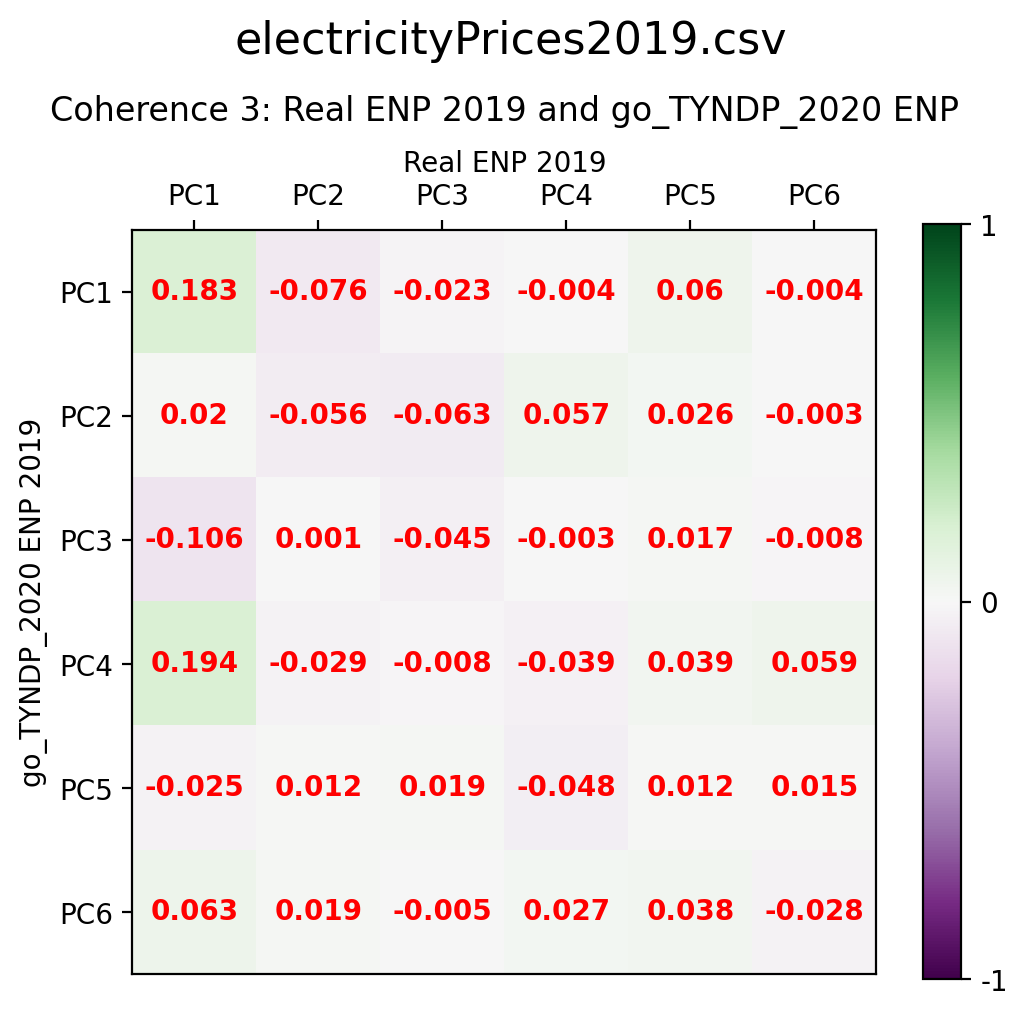 electricityPrices2019.csv
Coherence 3: Real ENP 2019 and go_TYNDP_2020 ENP
Real ENP 2019
PC1 PC2 PC3 PC4 PC5 PC6
1
PC1 0.183 -0.076 -0.023 -0.004 0.06 -0.004
PC2 0.02 -0.056 -0.063 0.057 0.026 -0.003
go_TYNDP_2020 ENP 2019
PC3 -0.106 0.001 -0.045 -0.003 0.017 -0.008
0
PC4 0.194 -0.029 -0.008 -0.039 0.039 0.059
PC5 -0.025 0.012 0.019 -0.048 0.012 0.015
PC6 0.063 0.019 -0.005 0.027 0.038 -0.028
-1